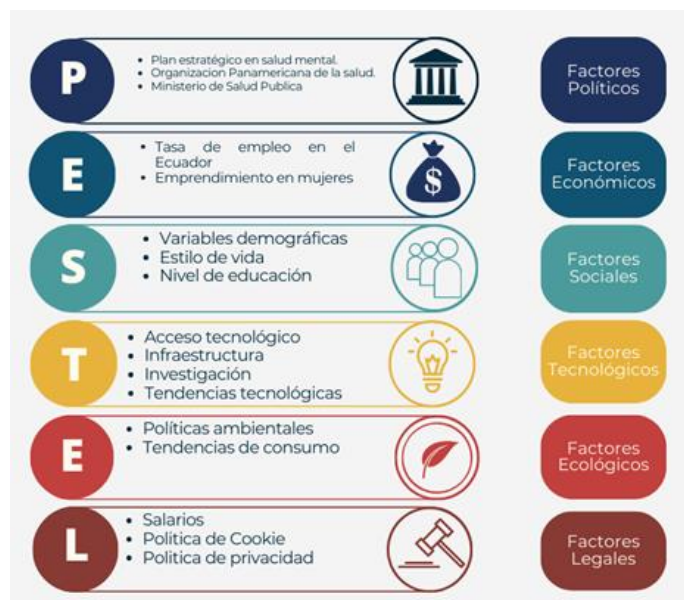 P
• Plan estratégico en salud mental.
• Organizacion Panamericana de la salud.
• Ministerio de Salud Publica
Factores
Políticos
E
• Tasa de empleo en el
Ecuador
• Emprendimiento en mujeres
$
Factores
Económicos
S
• Variables demográficas
• Estilo de vida
• Nivel de educación
Factores
Sociales
T
• Acceso tecnológico
• Infraestructura
• Investigación
• Tendencias tecnológicas
Factores
Tecnológicos
E
• Políticas ambientales
• Tendencias de consumo
Factores
Ecológicos
L
• Salarios
• Politica de Cookie
• Politica de privacidad
Factores
Legales